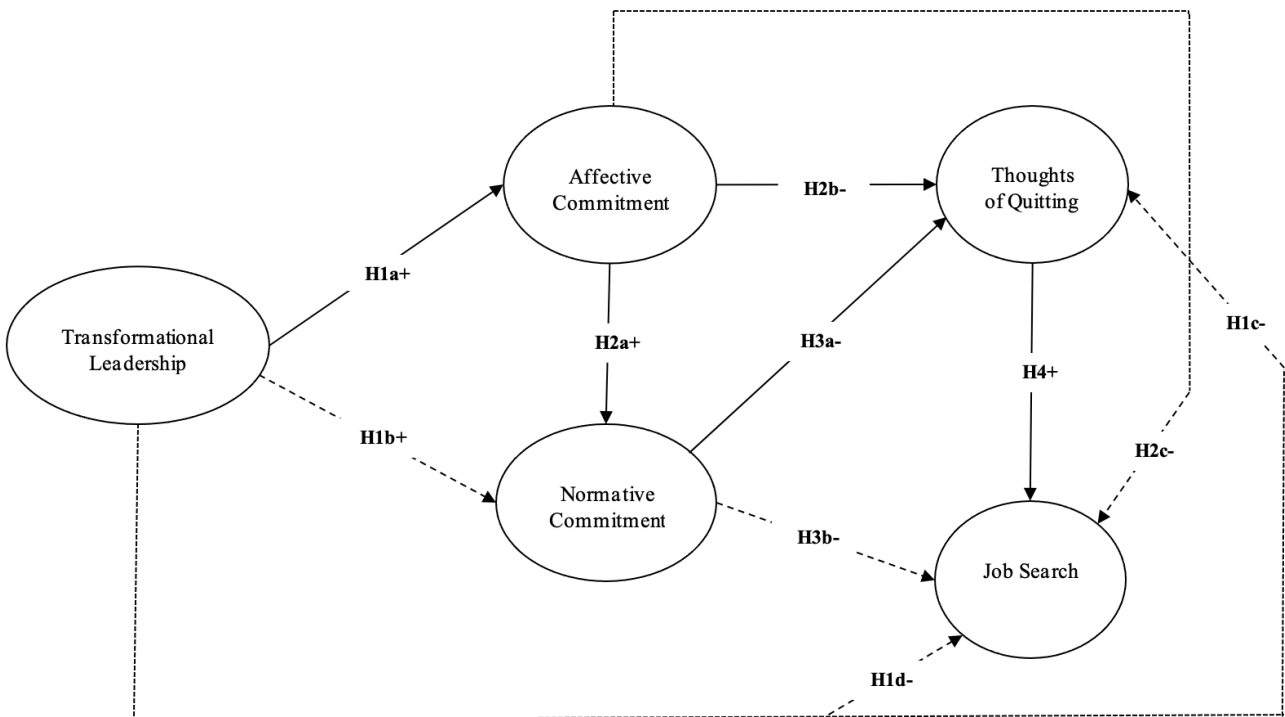 Affective
Commitment
Thoughts
of Quitting
H2b-
H1a+
Transformational
Leadership
H2a+
H3a-
H4+
H1c-
H1b+
H2c-
Normative
Commitment
H3b-
Job Search
H1d-